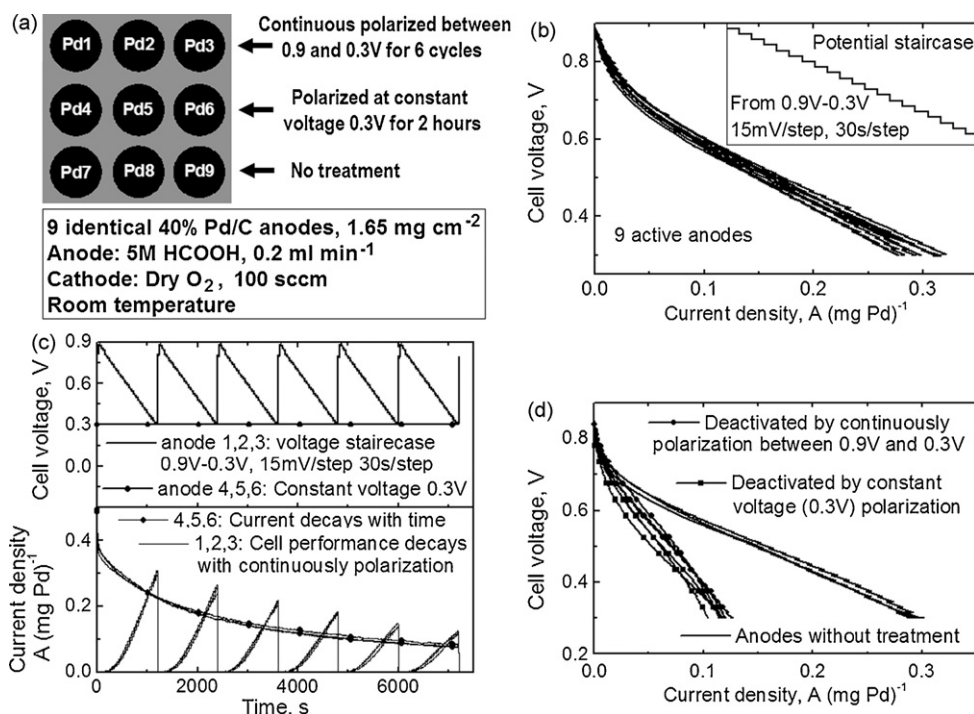 (a)
Pd1 Pd2 Pd3
Pd4 Pd5 Pd6
Pd7 Pd8 Pd9
Continuous polarized between
0.9 and 0.3V for 6 cycles
Polarized at constant
voltage 0.3V for 2 hours
No treatment
9 identical 40% Pd/C anodes, 1.65 mg cm⁻²
Anode: 5M HCOOH, 0.2 ml min⁻¹
Cathode: Dry O₂, 100 sccm
Room temperature
(b)
Potential staircase
From 0.9V-0.3V
15mV/step, 30s/step
9 active anodes
Cell voltage, V
0.8
0.6
0.4
0.0 0.1 0.2 0.3
Current density, A (mg Pd)⁻¹
(c)
Cell voltage, V
0.9
0.6
0.3
0.0
anode 1,2,3: voltage stairecase
0.9V-0.3V, 15mV/step 30s/step
anode 4,5,6: Constant voltage 0.3V
Current density
A (mg Pd)⁻¹
0.4
0.2
0.0
4.5.6: Current decays with time
1,2,3: Cell performance decays
with continuously polarization
0 2000 4000 6000
Time, s
(d)
Deactivated by continuously
polarization between 0.9V and 0.3V
Deactivated by constant
voltage (0.3V) polarization
Anodes without treatment
Cell voltage, V
0.8
0.6
0.4
0.2
0.0 0.1 0.2 0.3
Current density, A (mg Pd)⁻¹